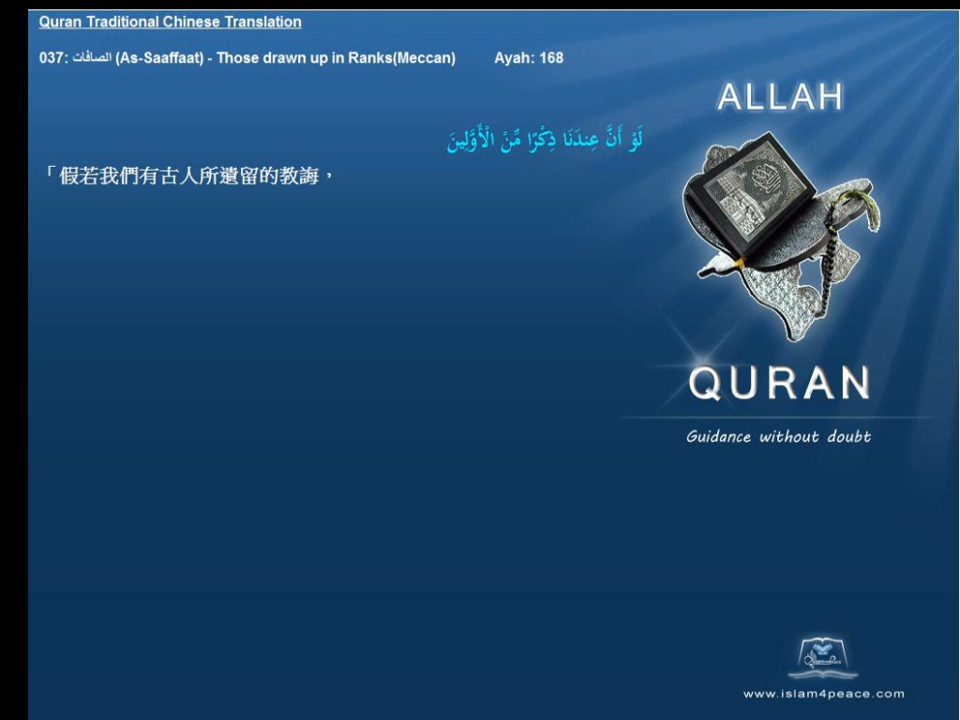 Quran Traditional Chinese Translation
037: الصافات (As-Saaffaat) - Those drawn up in Ranks(Meccan) Ayah: 168
ALLAH
لَوْ أَنَّ عِندَنَا ذِكْرًا مِّنْ الْأَوَّلِينَ
「假若我們有古人所遺留的教誨，
QURAN
Guidance without doubt
www.islam4peace.com